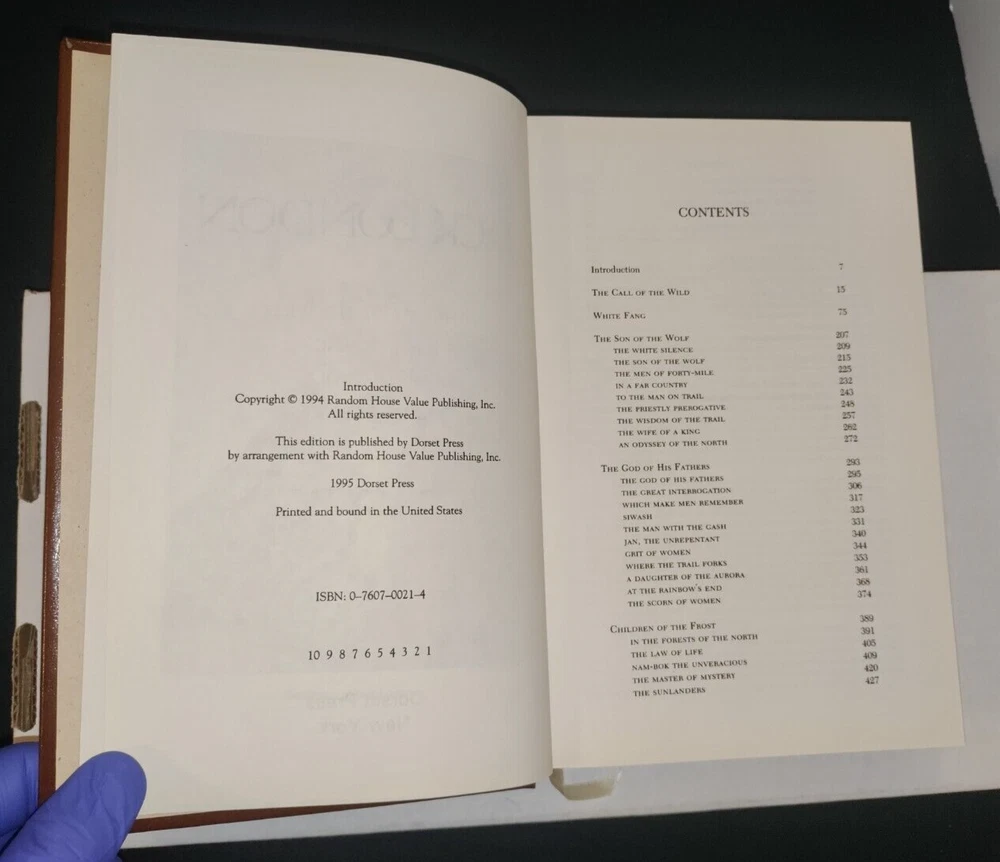 Introduction
Copyright © 1994 Random House Value Publishing, Inc.
All rights reserved.
This edition is published by Dorset Press
by arrangement with Random House Value Publishing, Inc.
1995 Dorset Press
Printed and bound in the United States
ISBN: 0-7607-0021-4
10 9 8 7 6 5 4 3 2 1
CONTENTS
Introduction 7
The Call of the Wild 15
White Fang 75
The Son of the Wolf 207
THE WHITE SILENCE 209
THE SON OF THE WOLF 215
THE MEN OF FORTY-MILE 225
IN A FAR COUNTRY 232
TO THE MAN ON TRAIL 243
THE PRIESTLY PREROGATIVE 248
THE WISDOM OF THE TRAIL 257
THE WIFE OF A KING 262
AN ODYSSEY OF THE NORTH 272
The God of His Fathers 293
THE GOD OF HIS FATHERS 295
THE GREAT INTERROGATION 306
WHICH MAKE MEN REMEMBER 317
SIWASH 323
THE MAN WITH THE GASH 331
JAN, THE UNREPENTANT 340
GRIT OF WOMEN 344
WHERE THE TRAIL FORKS 353
A DAUGHTER OF THE AURORA 361
AT THE RAINBOW'S END 368
THE SCORN OF WOMEN 374
Children of the Frost 389
IN THE FORESTS OF THE NORTH 391
THE LAW OF LIFE 405
NAM-BOK THE UNVERACIOUS 409
THE MASTER OF MYSTERY 420
THE SUNLANDERS 427